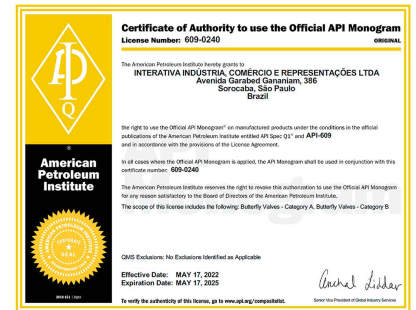 Certificate of Authority to use the Official API Monogram
License Number: 609-0240
ORIGINAL
The American Petroleum Institute hereby grants to
INTERATIVA INDÚSTRIA, COMÉRCIO E REPRESENTAÇÕES LTDA
Avenida Garabed Gananiam, 386
Sorocaba, São Paulo
Brazil
the right to use the Official API Monogram® on manufactured products under the conditions in the official
publications of the American Petroleum Institute entitled API Spec Q1® and API-609
and in accordance with the provisions of the License Agreement.
In all cases where the Official API Monogram is applied, the API Monogram shall be used in conjunction with this
certificate number: 609-0240
The American Petroleum Institute reserves the right to revoke this authorization to use the Official API Monogram
for any reason satisfactory to the Board of Directors of the American Petroleum Institute.
The scope of this license includes the following: Butterfly Valves - Category A, Butterfly Valves - Category B
QMS Exclusions: No Exclusions Identified as Applicable
Effective Date: MAY 17, 2022
Expiration Date: MAY 17, 2025
To verify the authenticity of this license, go to www.api.org/compositelist.
Senior Vice President of Global Industry Services
API
Q
®
American
Petroleum
Institute
AMERICAN PETROLEUM INSTITUTE
CORPORATE
SEAL